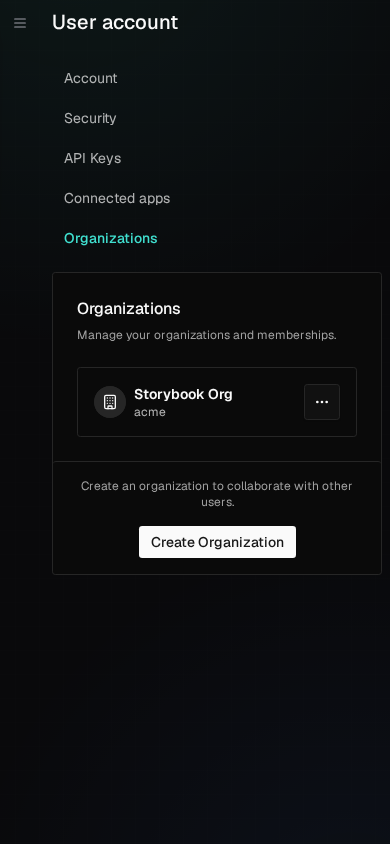 User account
Account
Security
API Keys
Connected apps
Organizations
Organizations
Manage your organizations and memberships.
Storybook Org
acme
Create an organization to collaborate with other
users.
Create Organization